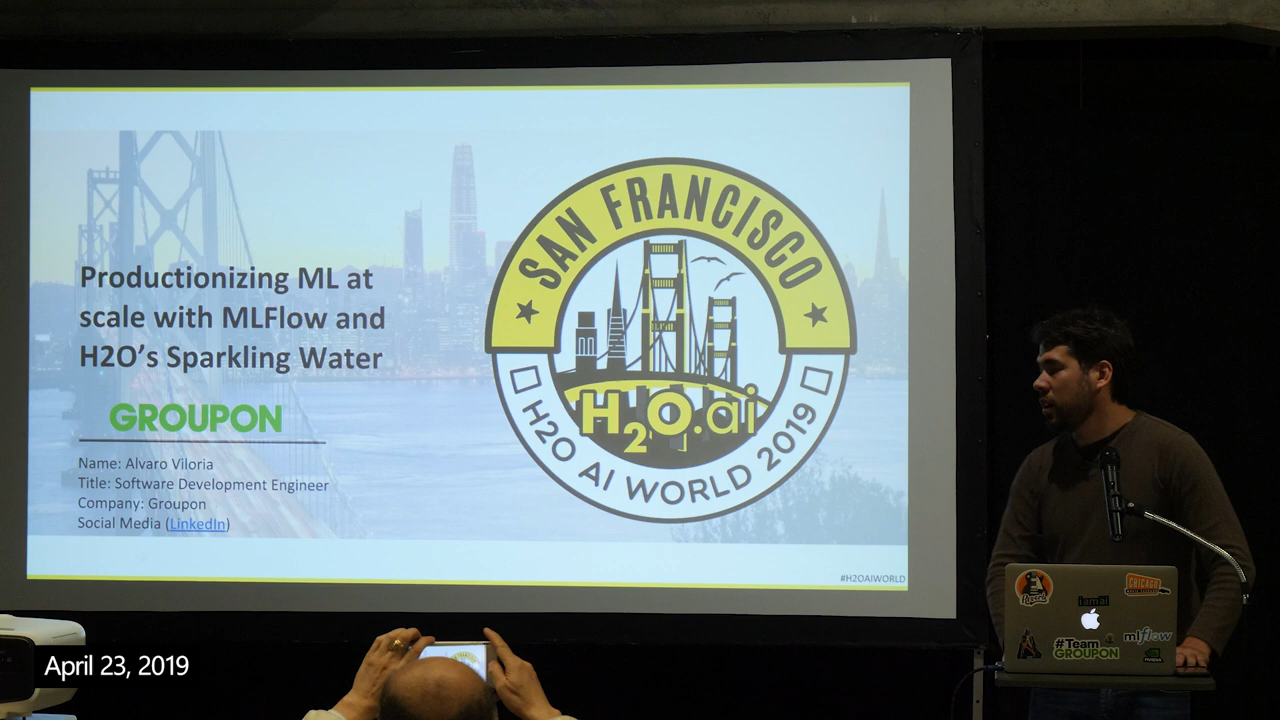 Productionizing ML at
scale with MLFlow and
H2O's Sparkling Water
GROUPON
Name: Alvaro Viloria
Title: Software Development Engineer
Company: Groupon
Social Media (LinkedIn)
SAN FRANCISCO
H2O.ai
H2O AI WORLD 2019
#H2OAIWORLD
CHICAGO
iamai
#Team
GROUPON
mlflow
NVIDIA
April 23, 2019